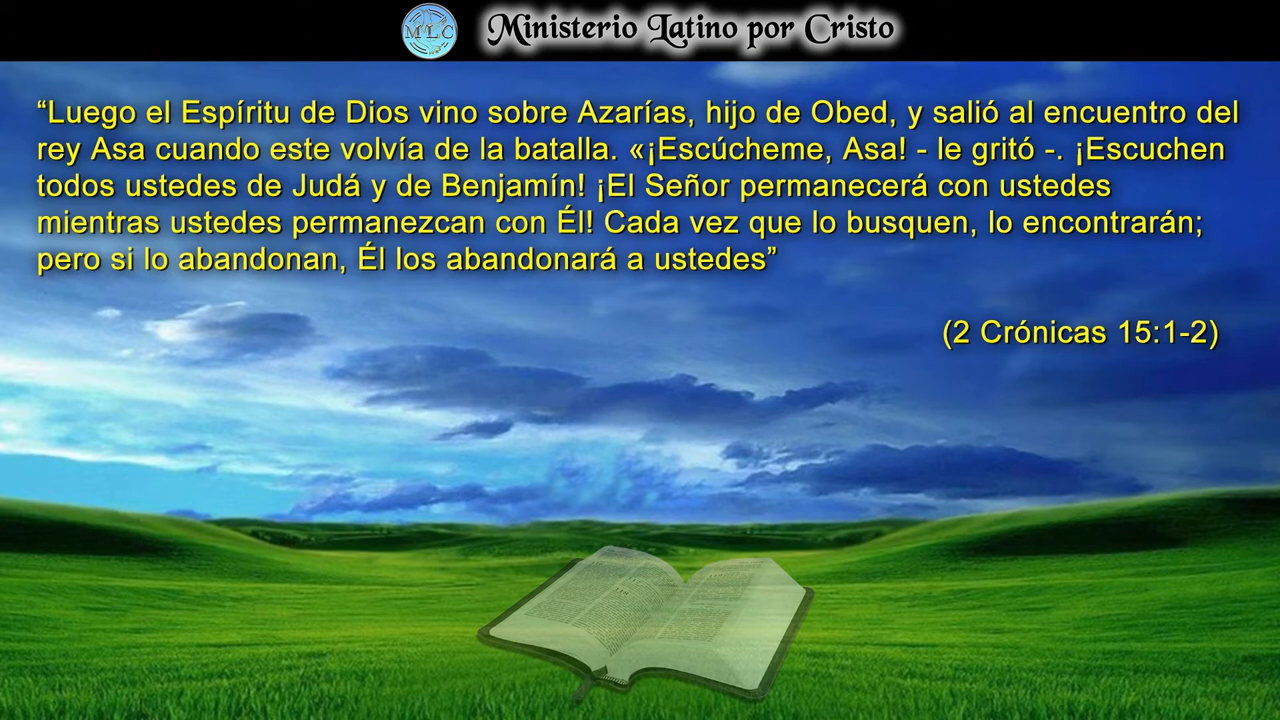 MLC
Ministerio Latino por Cristo
“Luego el Espíritu de Dios vino sobre Azarías, hijo de Obed, y salió al encuentro del
rey Asa cuando este volvía de la batalla. «¡Escúcheme, Asa! - le gritó -. ¡Escuchen
todos ustedes de Judá y de Benjamín! ¡El Señor permanecerá con ustedes
mientras ustedes permanezcan con Él! Cada vez que lo busquen, lo encontrarán;
pero si lo abandonan, Él los abandonará a ustedes”
(2 Crónicas 15:1-2)